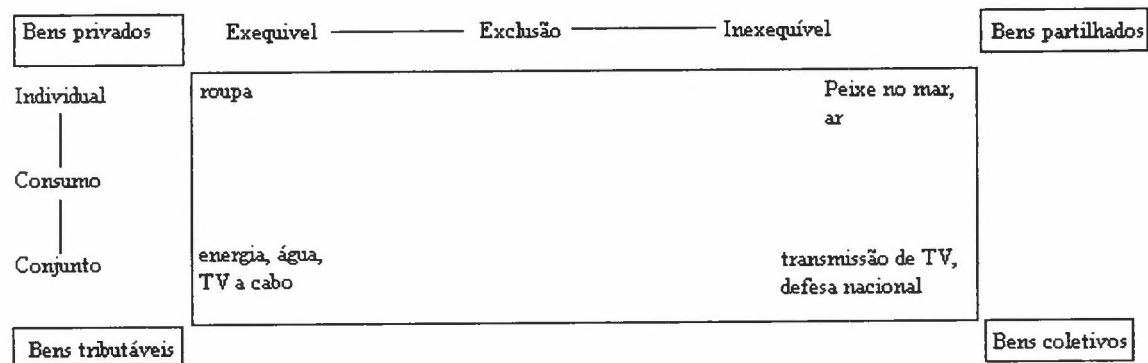 Bens privados
Exequivel
Exclusão
Inexequível
Bens partilhados
Individual
roupa
Peixe no mar,
ar
Consumo
Conjunto
energia, água,
TV a cabo
transmissão de TV,
defesa nacional
Bens tributáveis
Bens coletivos